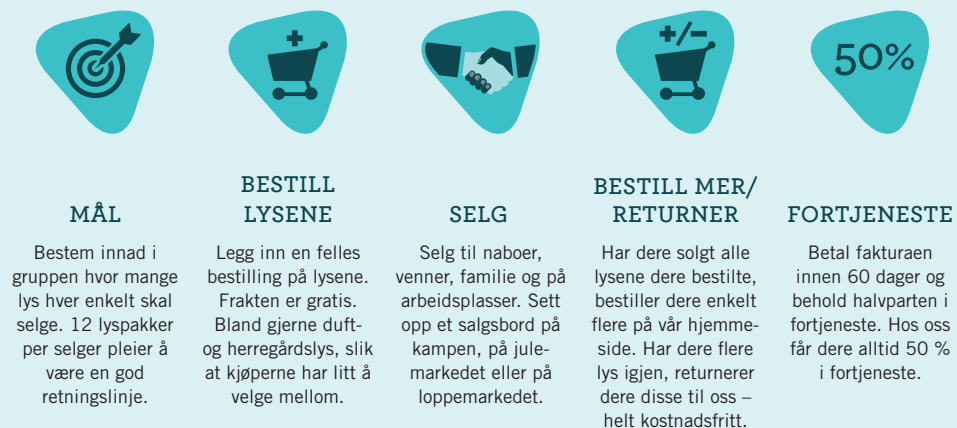 50%
MÅL
Bestem innad i
gruppen hvor mange
lys hver enkelt skal
selge. 12 lyspakker
per selger pleier å
være en god
retningslinje.
BESTILL
LYSENE
Legg inn en felles
bestilling på lysene.
Frakten er gratis.
Bland gjerne duft-
og herregårdslys, slik
at kjøperne har litt å
velge mellom.
SELG
Selg til naboer,
venner, familie og på
arbeidsplasser. Sett
opp et salgsbord på
kampen, på jule-
markedet eller på
loppemarkedet.
BESTILL MER/
RETURNER
Har dere solgt alle
lysene dere bestilte,
bestiller dere enkelt
flere på vår hjemme-
side. Har dere flere
lys igjen, returnerer
dere disse til oss –
helt kostnadsfritt.
FORTJENESTE
Betal fakturaen
innen 60 dager og
behold halvparten i
fortjeneste. Hos oss
får dere alltid 50 %
i fortjeneste.